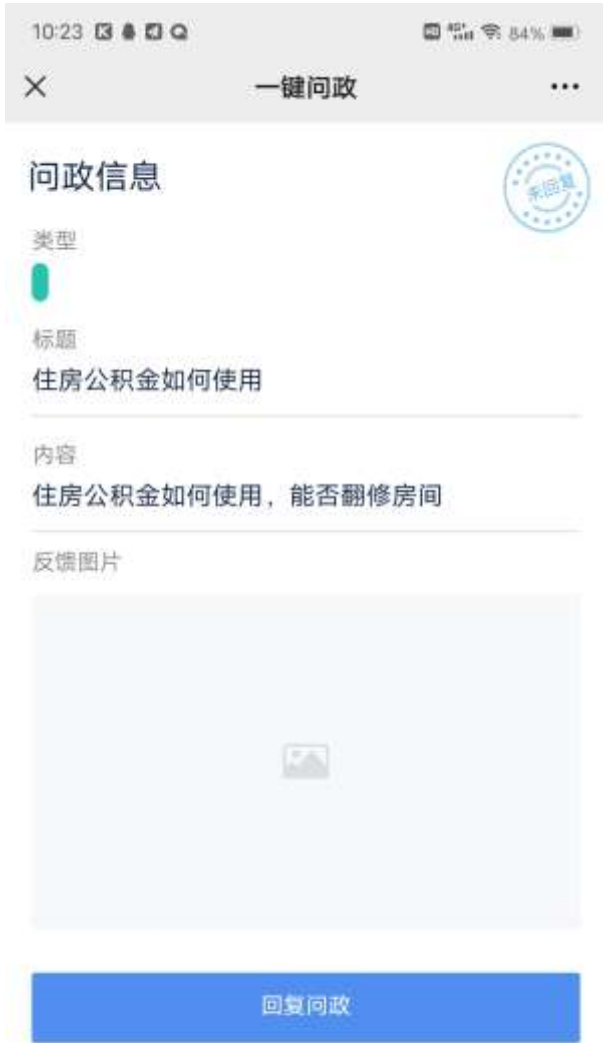 10:23
84%
一键问政
问政信息
未回复
类型
标题
住房公积金如何使用
内容
住房公积金如何使用，能否翻修房间
反馈图片
回复问政